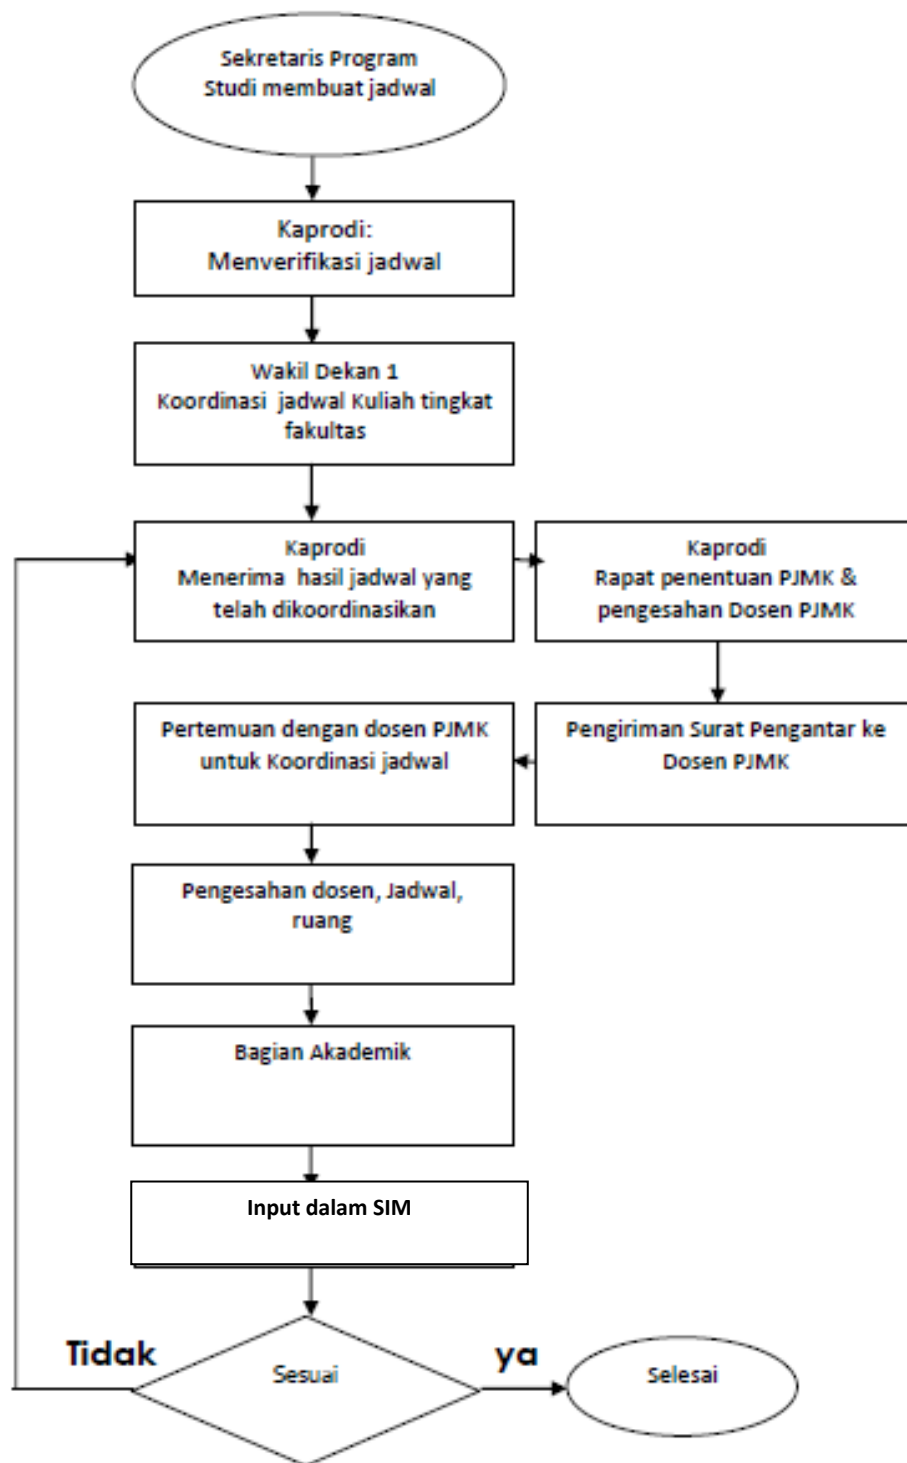 Sekretaris Program
Studi membuat jadwal
Kaprodi:
Menverifikasi jadwal
Wakil Dekan 1
Koordinasi jadwal Kuliah tingkat
fakultas
Kaprodi
Menerima hasil jadwal yang
telah dikoordinasikan
Kaprodi
Rapat penentuan PJMK &
pengesahan Dosen PJMK
Pengiriman Surat Pengantar ke
Dosen PJMK
Pertemuan dengan dosen PJMK
untuk Koordinasi jadwal
Pengesahan dosen, Jadwal,
ruang
Bagian Akademik
Input dalam SIM
Tidak
Sesuai
ya
Selesai